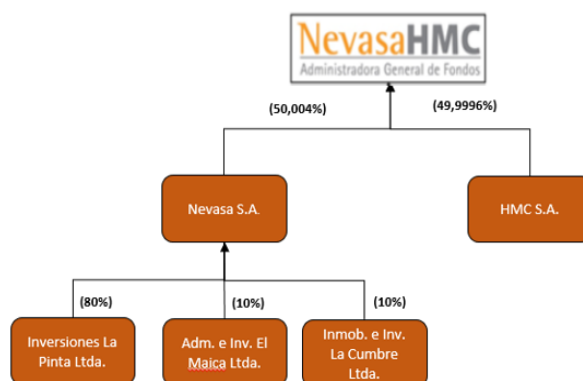 NevasaHMC
Administradora General de Fondos
(50,004%)
(49,9996%)
Nevasa S.A.
HMC S.A.
(80%)
(10%)
(10%)
Inversiones La
Pinta Ltda.
Adm. e Inv. El
Maica Ltda.
Inmob. e Inv.
La Cumbre
Ltda.